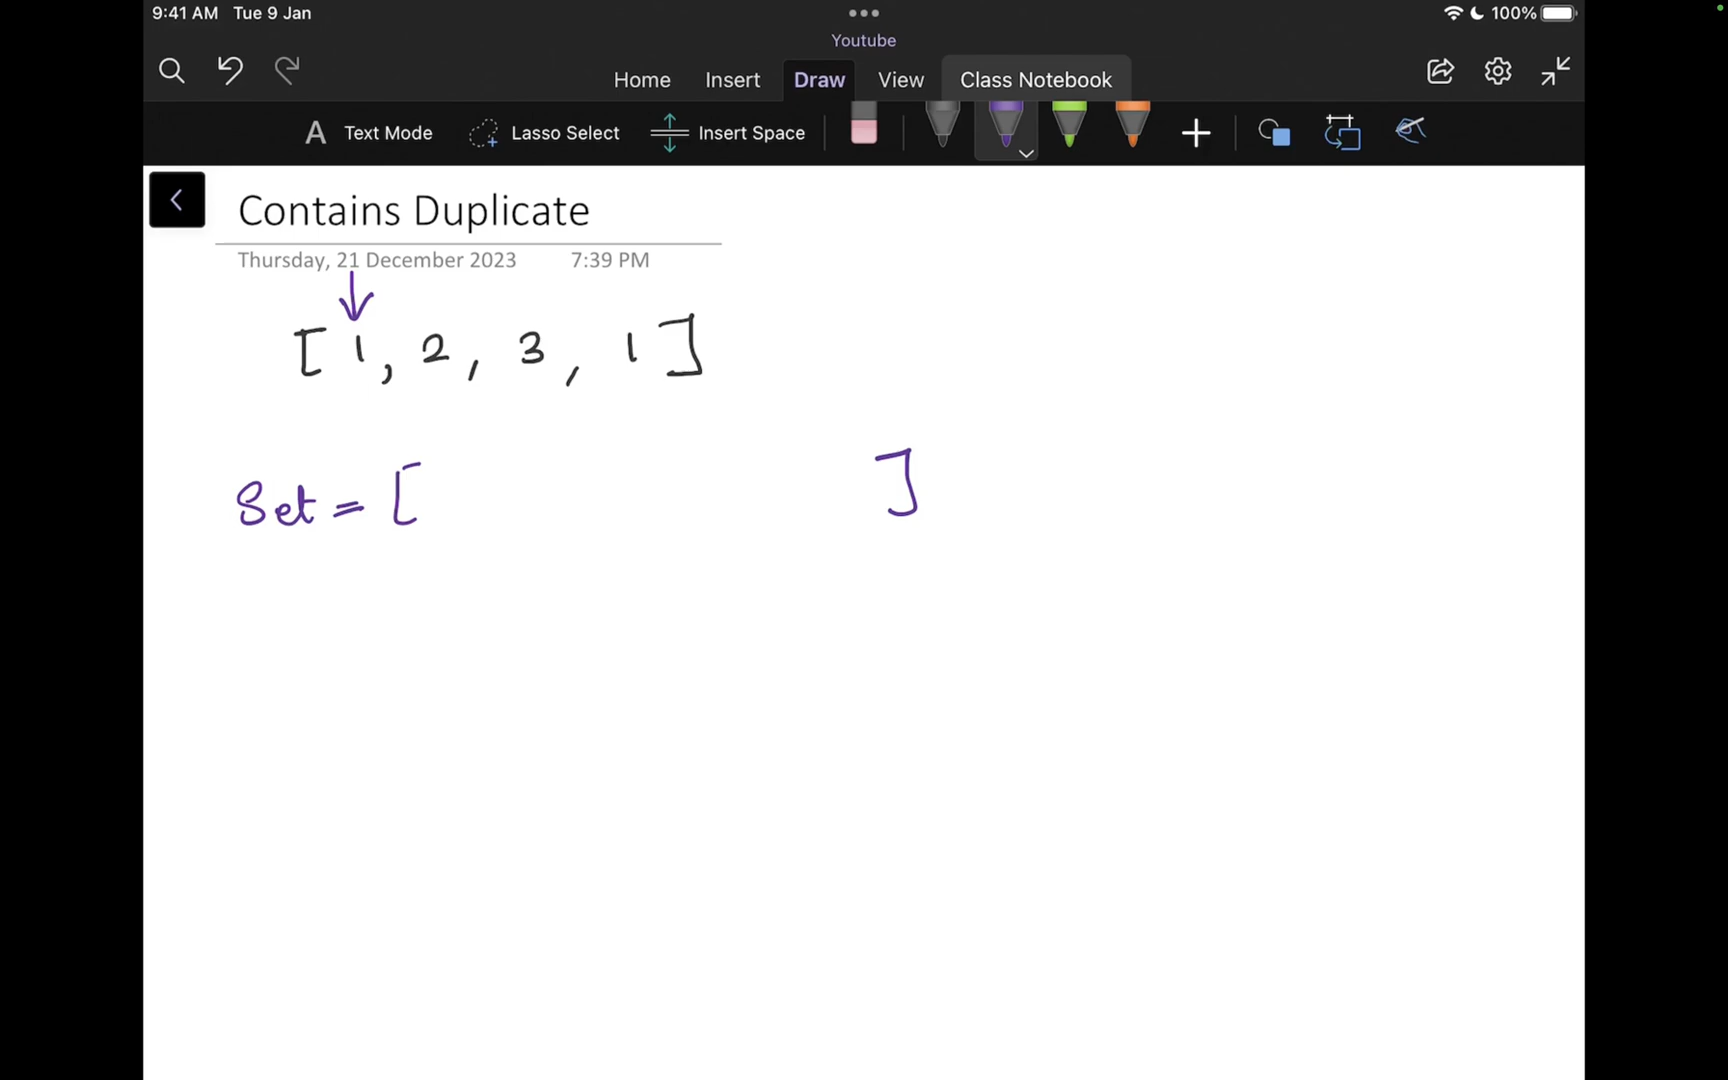 9:41 AM Tue 9 Jan 100%
Youtube
Home Insert Draw View Class Notebook
A Text Mode Lasso Select Insert Space
Contains Duplicate
Thursday, 21 December 2023 7:39 PM
[ 1, 2, 3, 1 ]
Set = [ ]